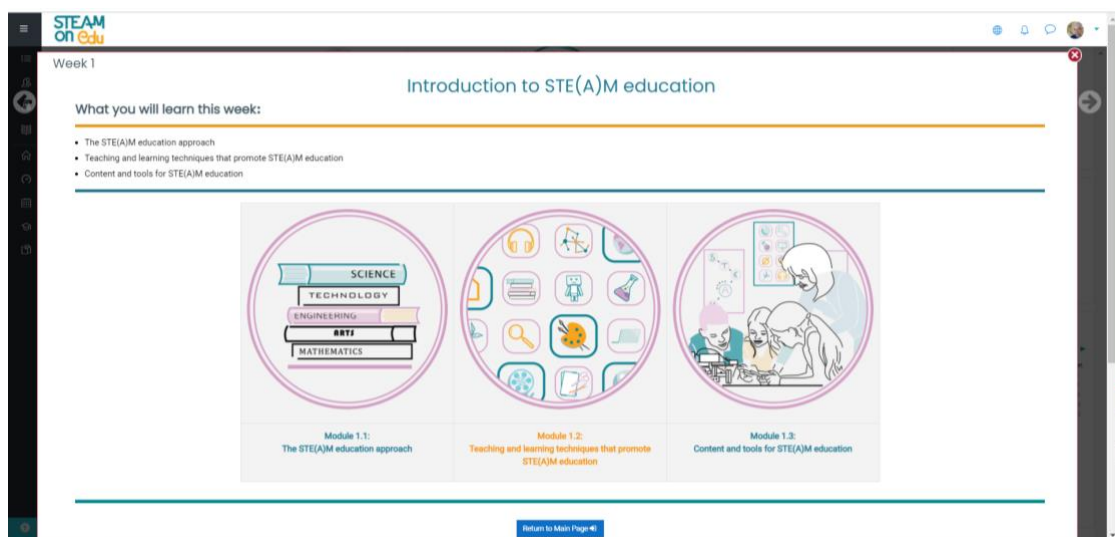 STEAM
on edu
Week 1
Introduction to STE(A)M education
What you will learn this week:
• The STE(A)M education approach
• Teaching and learning techniques that promote STE(A)M education
• Content and tools for STE(A)M education
SCIENCE
TECHNOLOGY
ENGINEERING
ARTS
MATHEMATICS
Module 1.1:
The STE(A)M education approach
Module 1.2:
Teaching and learning techniques that promote
STE(A)M education
Module 1.3:
Content and tools for STE(A)M education
Return to Main Page